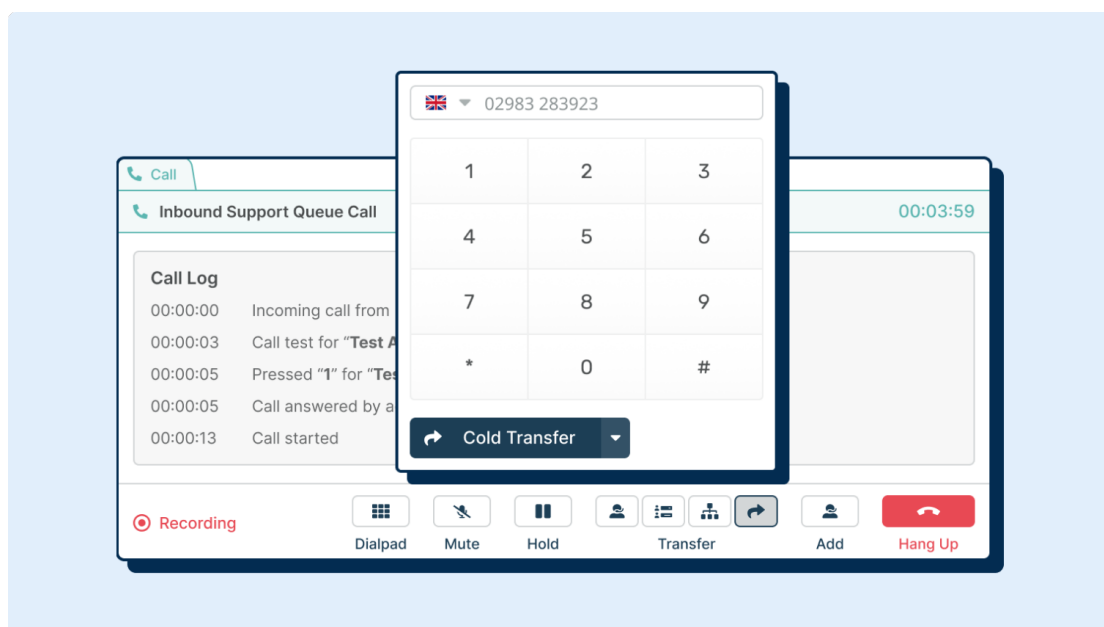 02983 283923
1 2 3
4 5 6
7 8 9
* 0 #
Cold Transfer
Call
Inbound Support Queue Call 00:03:59
Call Log
00:00:00 Incoming call from
00:00:03 Call test for “Test
00:00:05 Pressed “1” for
00:00:05 Call answered by
00:00:13 Call started
Recording
Dialpad Mute Hold Transfer Add Hang Up